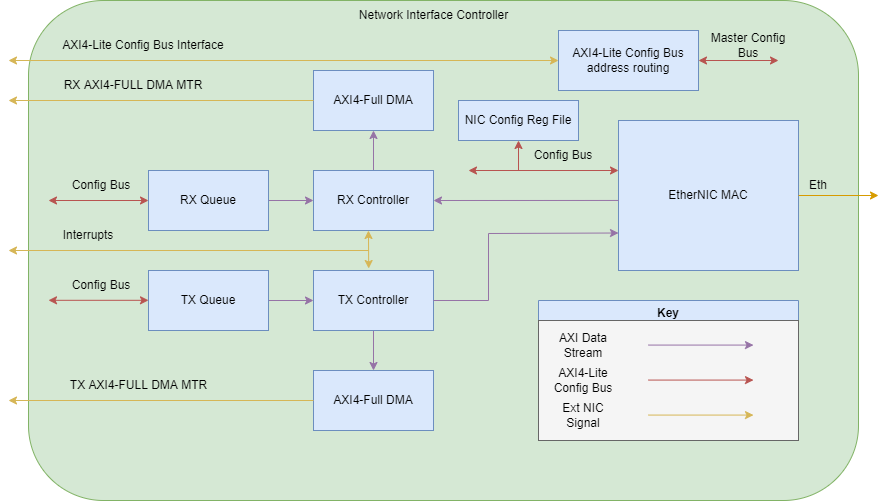 Network Interface Controller
AXI4-Lite Config Bus Interface
AXI4-Lite Config Bus
address routing
Master Config
Bus
RX AXI4-FULL DMA MTR
AXI4-Full DMA
NIC Config Reg File
Config Bus
EtherNIC MAC
Eth
Config Bus
RX Queue
RX Controller
Interrupts
Config Bus
TX Queue
TX Controller
TX AXI4-FULL DMA MTR
AXI4-Full DMA
Key
AXI Data
Stream
AXI4-Lite
Config Bus
Ext NIC
Signal